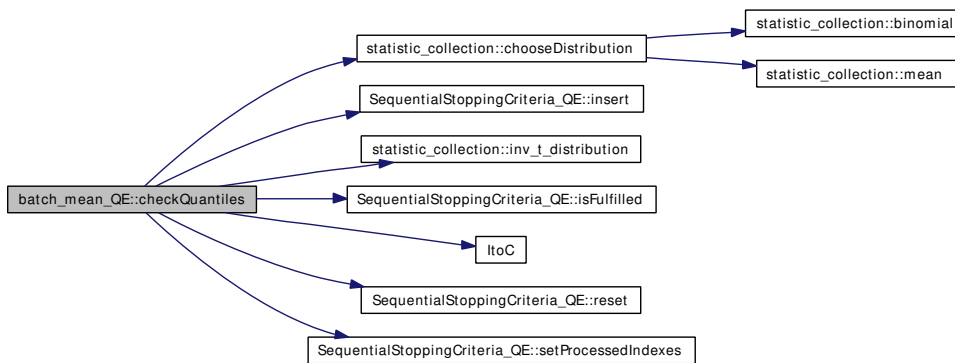 statistic_collection::binomial
statistic_collection::chooseDistribution
statistic_collection::mean
SequentialStoppingCriteria_QE::insert
statistic_collection::inv_t_distribution
batch_mean_QE::checkQuantiles
SequentialStoppingCriteria_QE::isFulfilled
ItoC
SequentialStoppingCriteria_QE::reset
SequentialStoppingCriteria_QE::setProcessedIndexes